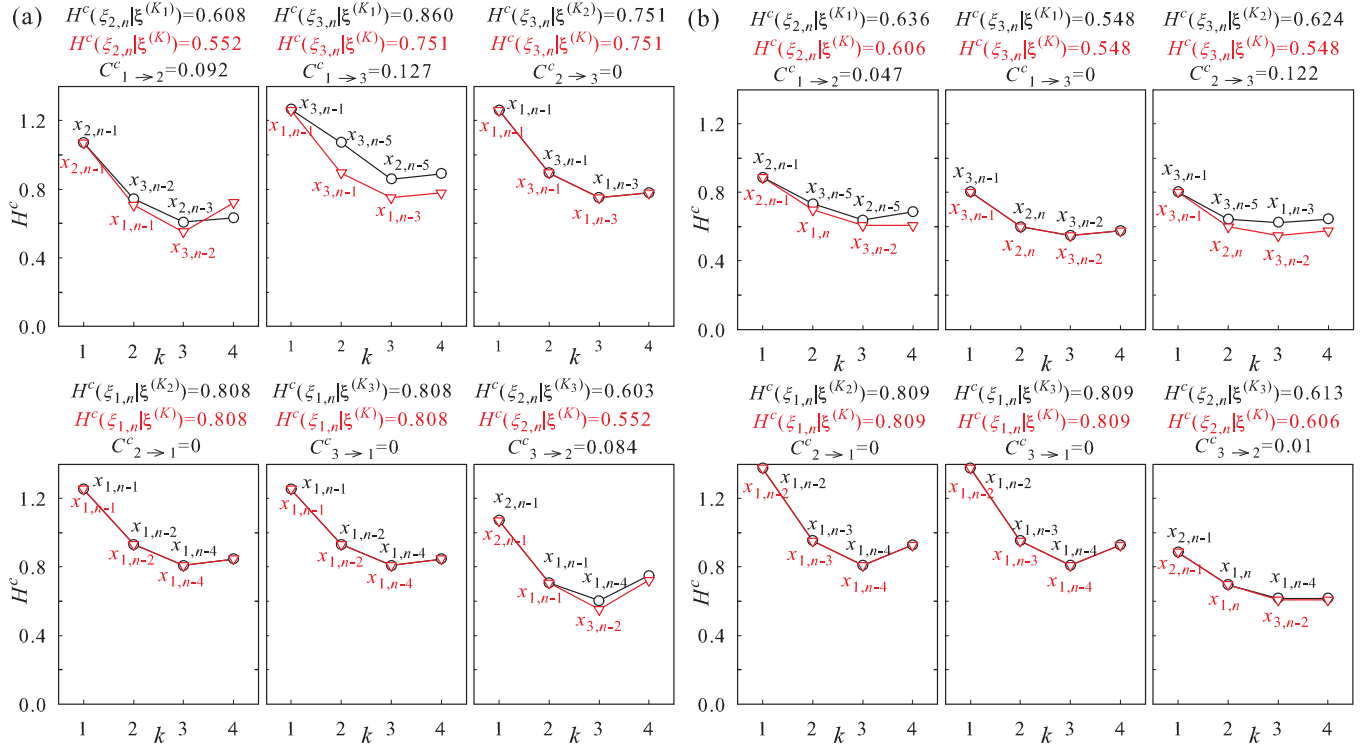 (a)
H^c(ξ_{2,n}|ξ^{(K_1)})=0.608
H^c(ξ_{2,n}|ξ^{(K)})=0.552
C^c_{1→2}=0.092
H^c(ξ_{3,n}|ξ^{(K_1)})=0.860
H^c(ξ_{3,n}|ξ^{(K)})=0.751
C^c_{1→3}=0.127
H^c(ξ_{3,n}|ξ^{(K_2)})=0.751
H^c(ξ_{3,n}|ξ^{(K)})=0.751
C^c_{2→3}=0
H^c
1.2
0.8
0.4
0.0
x_{2,n-1}
x_{2,n-1}
x_{3,n-2}
x_{1,n-1}
x_{2,n-3}
x_{3,n-2}
1 2 k 3 4
x_{3,n-1}
x_{1,n-1}
x_{3,n-5}
x_{3,n-1}
x_{2,n-5}
x_{1,n-3}
1 2 k 3 4
x_{1,n-1}
x_{1,n-1}
x_{3,n-1}
x_{3,n-1}
x_{1,n-3}
x_{1,n-3}
1 2 k 3 4
H^c(ξ_{1,n}|ξ^{(K_2)})=0.808
H^c(ξ_{1,n}|ξ^{(K)})=0.808
C^c_{2→1}=0
H^c(ξ_{1,n}|ξ^{(K_3)})=0.808
H^c(ξ_{1,n}|ξ^{(K)})=0.808
C^c_{3→1}=0
H^c(ξ_{2,n}|ξ^{(K_3)})=0.603
H^c(ξ_{2,n}|ξ^{(K)})=0.552
C^c_{3→2}=0.084
H^c
1.2
0.8
0.4
0.0
x_{1,n-1}
x_{1,n-1}
x_{1,n-2}
x_{1,n-2}
x_{1,n-4}
x_{1,n-4}
1 2 k 3 4
x_{1,n-1}
x_{1,n-1}
x_{1,n-2}
x_{1,n-2}
x_{1,n-4}
x_{1,n-4}
1 2 k 3 4
x_{2,n-1}
x_{2,n-1}
x_{1,n-1}
x_{1,n-1}
x_{1,n-4}
x_{3,n-2}
1 2 k 3 4
(b)
H^c(ξ_{2,n}|ξ^{(K_1)})=0.636
H^c(ξ_{2,n}|ξ^{(K)})=0.606
C^c_{1→2}=0.047
H^c(ξ_{3,n}|ξ^{(K_1)})=0.548
H^c(ξ_{3,n}|ξ^{(K)})=0.548
C^c_{1→3}=0
H^c(ξ_{3,n}|ξ^{(K_2)})=0.624
H^c(ξ_{3,n}|ξ^{(K)})=0.548
C^c_{2→3}=0.122
H^c
1.2
0.8
0.4
0.0
x_{2,n-1}
x_{2,n-1}
x_{3,n-5}
x_{1,n}
x_{2,n-5}
x_{3,n-2}
1 2 k 3 4
x_{3,n-1}
x_{3,n-1}
x_{2,n}
x_{2,n}
x_{3,n-2}
x_{3,n-2}
1 2 k 3 4
x_{3,n-1}
x_{3,n-1}
x_{3,n-5}
x_{2,n}
x_{1,n-3}
x_{3,n-2}
1 2 k 3 4
H^c(ξ_{1,n}|ξ^{(K_2)})=0.809
H^c(ξ_{1,n}|ξ^{(K)})=0.809
C^c_{2→1}=0
H^c(ξ_{1,n}|ξ^{(K_3)})=0.809
H^c(ξ_{1,n}|ξ^{(K)})=0.809
C^c_{3→1}=0
H^c(ξ_{2,n}|ξ^{(K_3)})=0.613
H^c(ξ_{2,n}|ξ^{(K)})=0.606
C^c_{3→2}=0.01
H^c
1.2
0.8
0.4
0.0
x_{1,n-2}
x_{1,n-2}
x_{1,n-3}
x_{1,n-3}
x_{1,n-4}
x_{1,n-4}
1 2 k 3 4
x_{1,n-2}
x_{1,n-2}
x_{1,n-3}
x_{1,n-3}
x_{1,n-4}
x_{1,n-4}
1 2 k 3 4
x_{2,n-1}
x_{2,n-1}
x_{1,n}
x_{1,n}
x_{1,n-4}
x_{3,n-2}
1 2 k 3 4